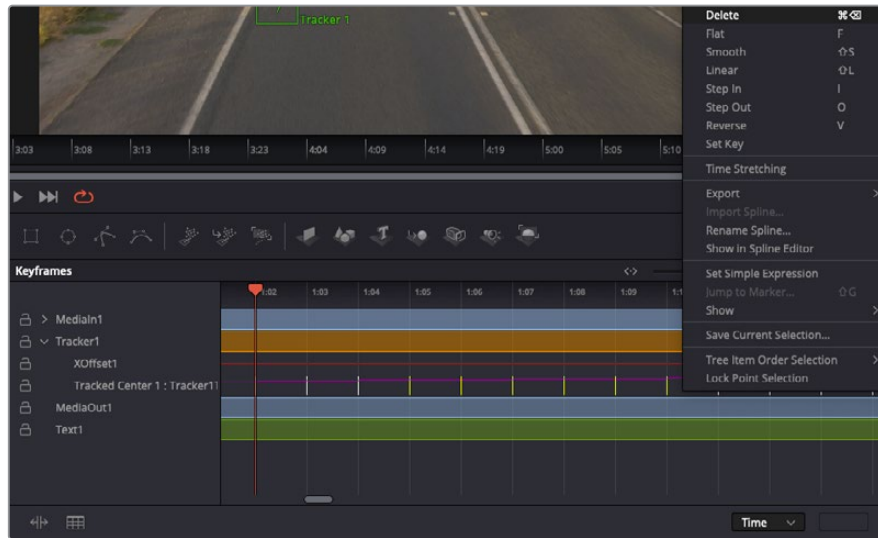 Tracker 1
Delete ⌘⌫
Flat F
Smooth ⇧S
Linear ⇧L
Step In I
Step Out O
Reverse V
Set Key
Time Stretching
Export
Import Spline...
Rename Spline...
Show in Spline Editor
Set Simple Expression
Jump to Marker... ⇧G
Show
Save Current Selection...
Tree Item Order Selection
Lock Point Selection
3:03 3:08 3:13 3:18 3:23 4:04 4:09 4:14 4:19 5:00 5:05 5:10
Keyframes
1:02 1:03 1:04 1:05 1:06 1:07 1:08 1:09
MediaIn1
Tracker1
XOffset1
Tracked Center 1 : Tracker1
MediaOut1
Text1
Time